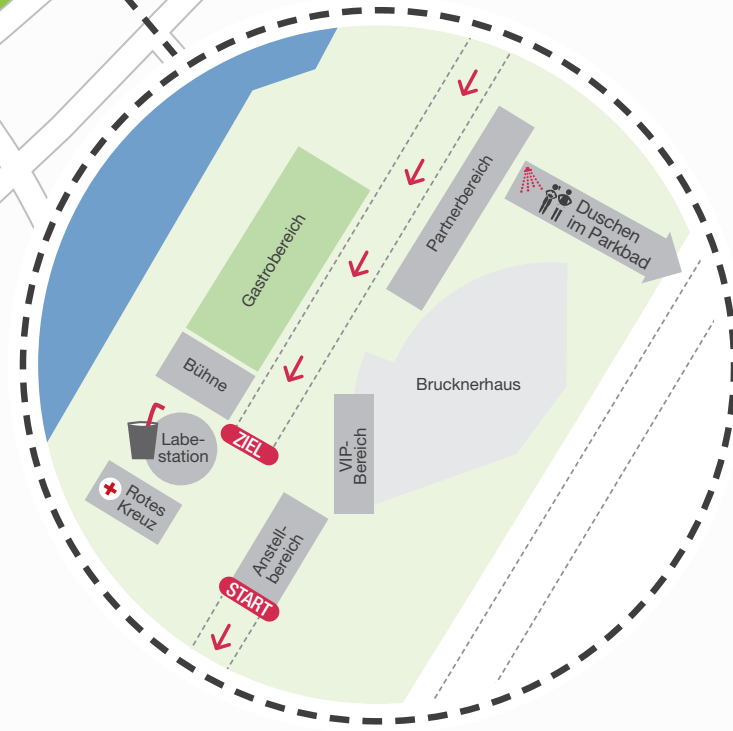 Partnerbereich
Duschen
im Parkbad
Gastrobereich
Bühne
Brucknerhaus
Labe-
station
ZIEL
VIP-
Bereich
Rotes
Kreuz
Anstell-
bereich
START